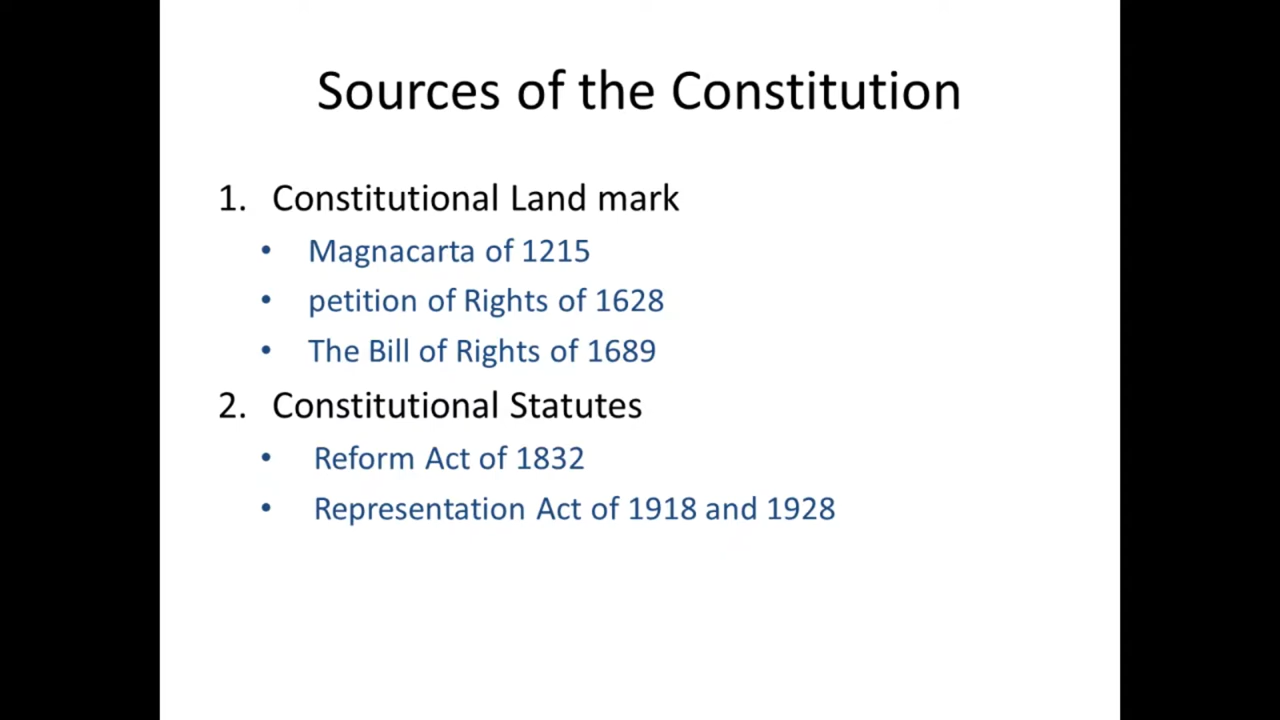 Sources of the Constitution
1. Constitutional Land mark
• Magnacarta of 1215
• petition of Rights of 1628
• The Bill of Rights of 1689
2. Constitutional Statutes
• Reform Act of 1832
• Representation Act of 1918 and 1928